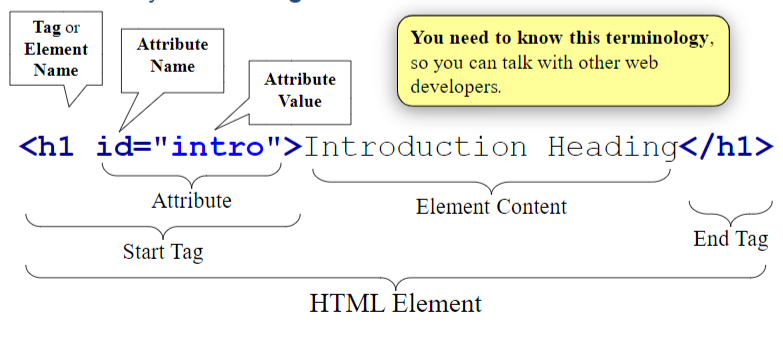 Tag or
Element
Name
Attribute
Name
Attribute
Value
You need to know this terminology,
so you can talk with other web
developers.
<h1 id="intro">Introduction Heading</h1>
Attribute
Element Content
Start Tag
End Tag
HTML Element